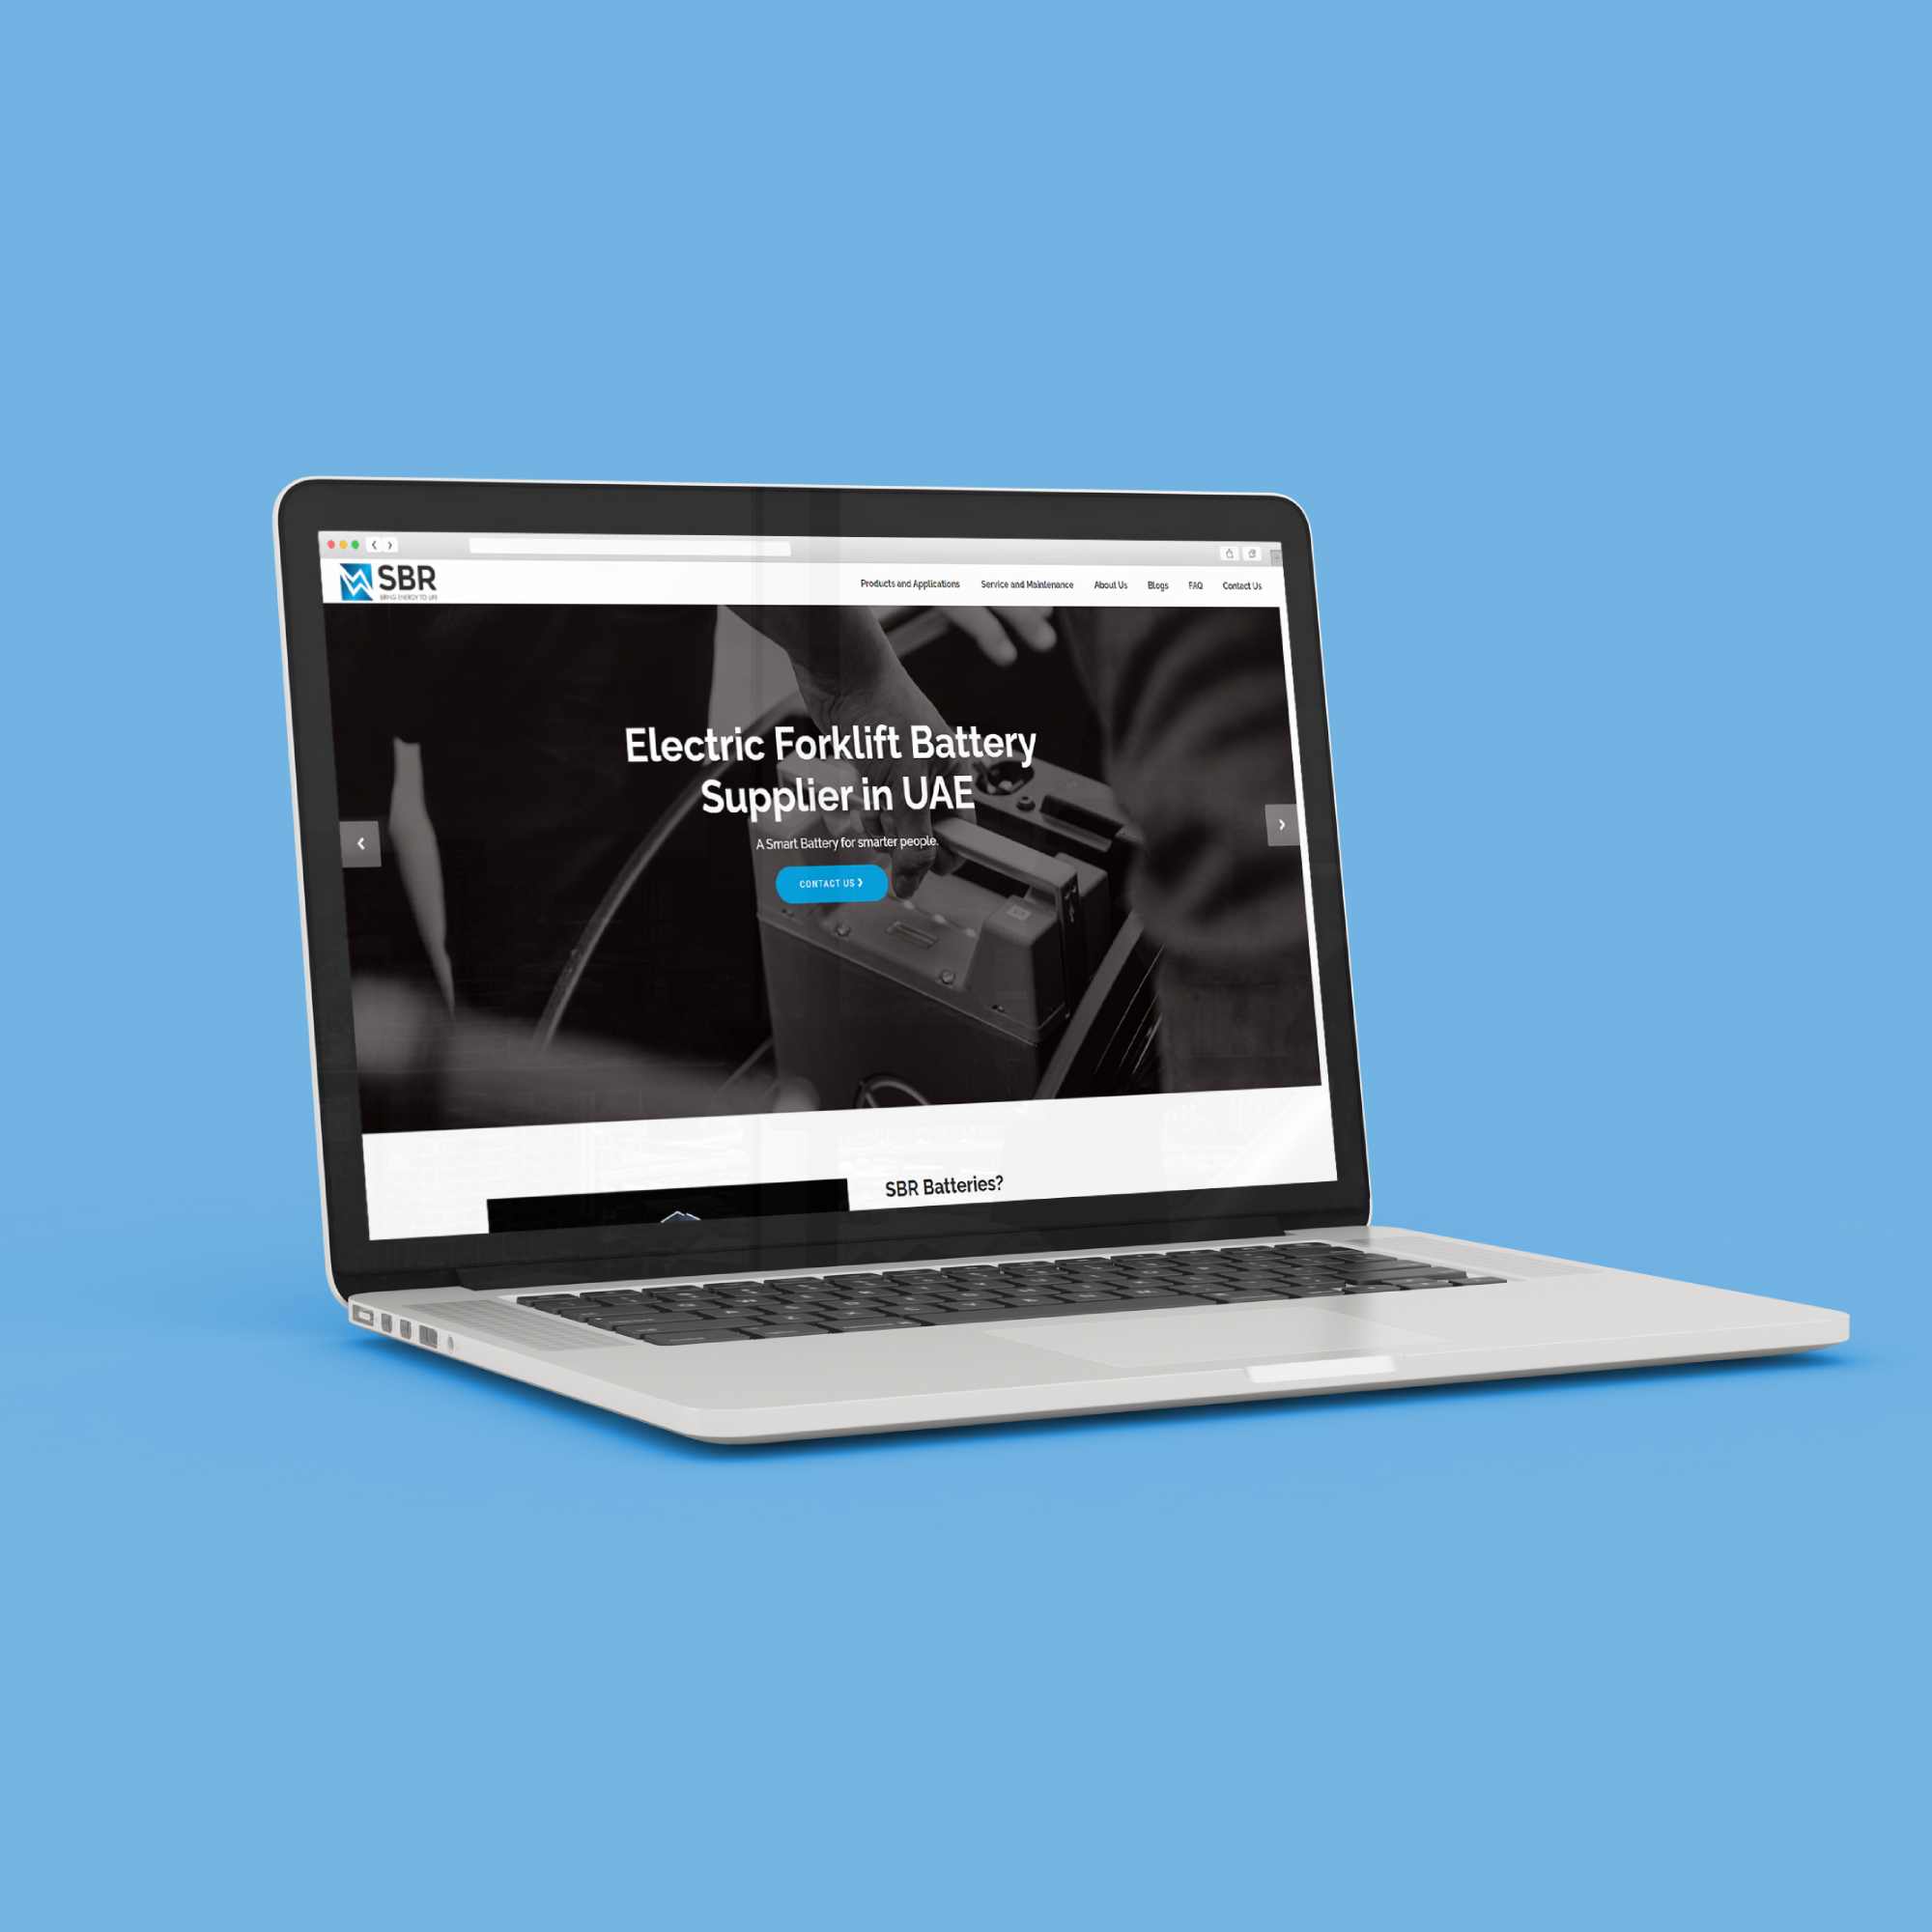 SBR
BRING ENERGY TO LIFE
Products and Applications
Service and Maintenance
About Us
Blogs
FAQ
Contact Us
Electric Forklift Battery
Supplier in UAE
A Smart Battery for smarter people.
CONTACT US
SBR Batteries?